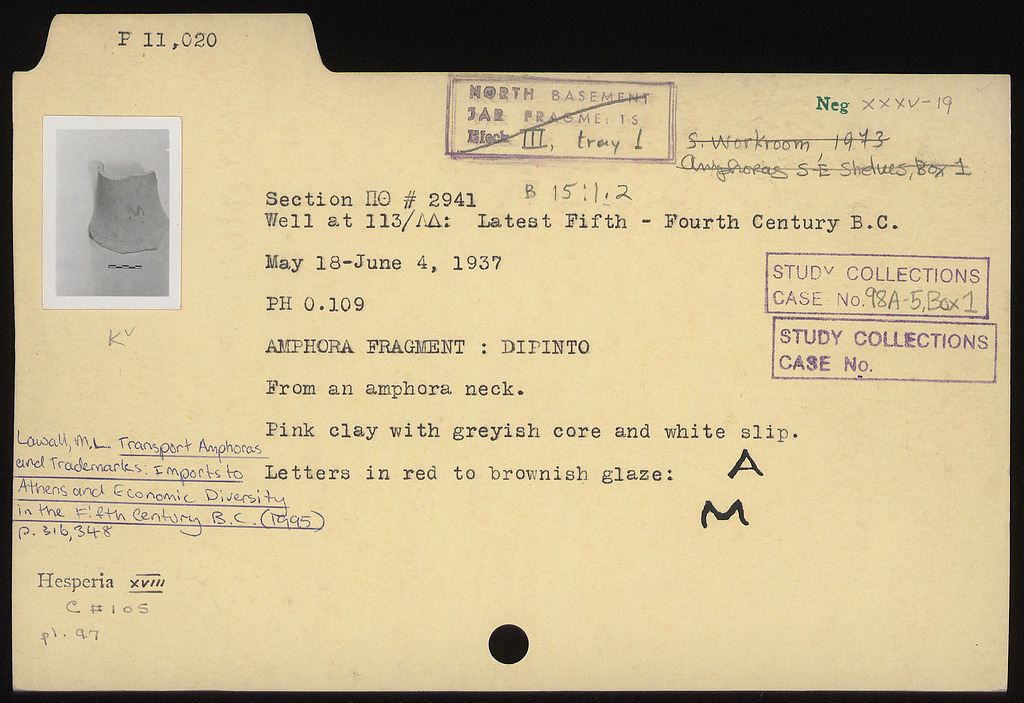 P 11,020
NORTH BASEMENT
JAR FRAGMENTS
Block III, tray 1
Neg XXXV-19
S. Workroom, 1973
Amphoras S-E Shelves, Box 1
B 15:1.2
Section ΠΘ # 2941
Well at 113/ΛΔ: Latest Fifth - Fourth Century B.C.
May 18-June 4, 1937
STUDY COLLECTIONS
CASE No. 98A-5, Box 1
PH 0.109
STUDY COLLECTIONS
CASE No.
K
AMPHORA FRAGMENT : DIPINTO
From an amphora neck.
Pink clay with greyish core and white slip.
Letters in red to brownish glaze:
A
M
Lawall, M.L. Transport Amphoras
and Trademarks: Imports to
Athens and Economic Diversity
in the Fifth Century B.C. (1995)
p. 316, 348
Hesperia XVIII
C # 105
pl. 97